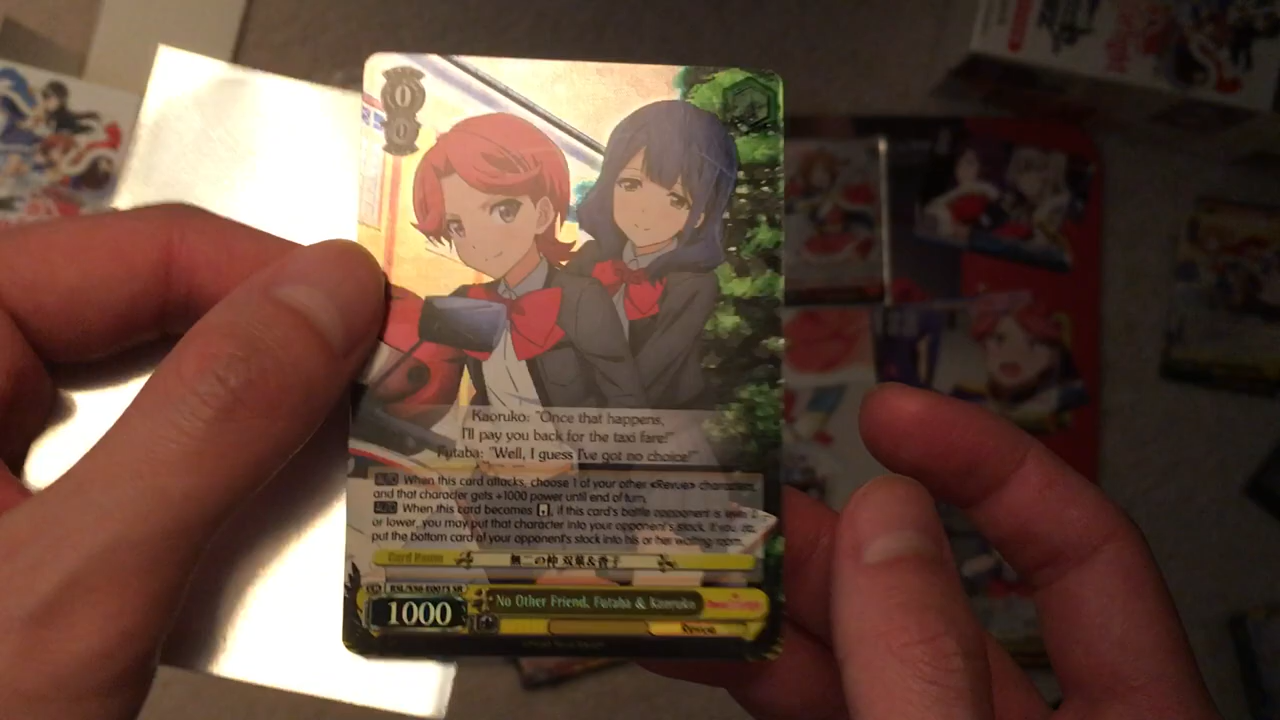 0
0
Kaoruko: "Once that happens,
I'll pay you back for the taxi fare!"
Futaba: "Well, I guess I've got no choice!"
AUTO When this card attacks, choose 1 of your other «Revue» characters,
and that character gets +1000 power until end of turn.
AUTO When this card becomes, if this card's battle opponent is level
or lower, you may put that character into your opponent's stock. If you do,
put the bottom card of your opponent's stock into his or her waiting room.
Card Name 無二の仲 双葉&香子
1000
No Other Friend, Futaba & Kaoruko
1
Revue